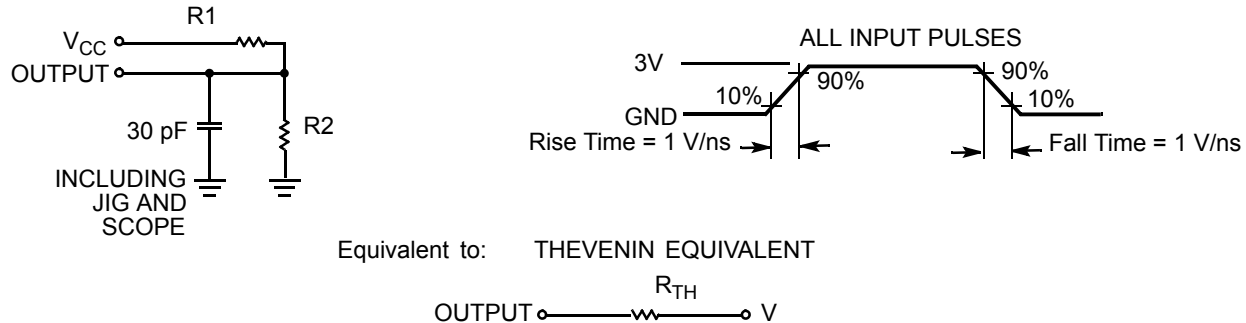 R1
VCC
OUTPUT
30 pF
R2
INCLUDING
JIG AND
SCOPE
ALL INPUT PULSES
3V
90%
90%
10%
10%
GND
Rise Time = 1 V/ns
Fall Time = 1 V/ns
Equivalent to: THEVENIN EQUIVALENT
RTH
OUTPUT
V